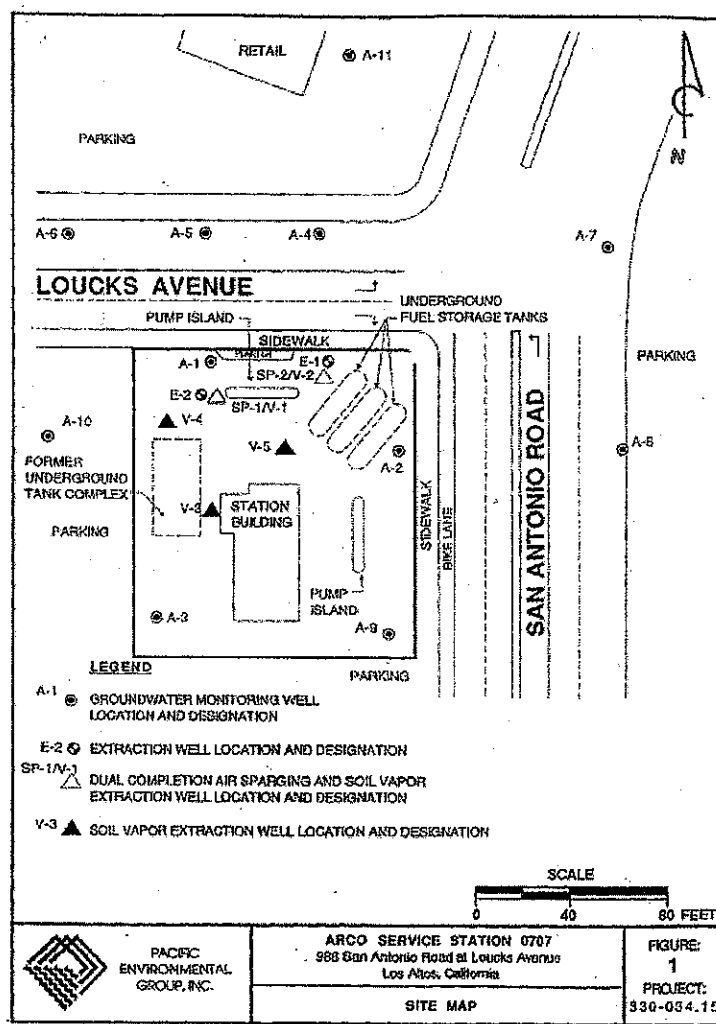 RETAIL
A-11
PARKING
N
A-6
A-5
A-4
A-7
LOUCKS AVENUE
UNDERGROUND
FUEL STORAGE TANKS
PUMP ISLAND
SIDEWALK
PARKING
A-1
E-1
SP-2/V-2
E-2
SP-1/V-1
A-10
V-4
V-5
A-2
FORMER
UNDERGROUND
TANK COMPLEX
V-3
STATION
BUILDING
PARKING
SIDEWALK
BIKE LANE
SAN ANTONIO ROAD
PUMP
ISLAND
A-3
A-9
PARKING
LEGEND
A-1 GROUNDWATER MONITORING WELL
LOCATION AND DESIGNATION
E-2 EXTRACTION WELL LOCATION AND DESIGNATION
SP-1/V-1 DUAL COMPLETION AIR SPARGING AND SOIL VAPOR
EXTRACTION WELL LOCATION AND DESIGNATION
V-3 SOIL VAPOR EXTRACTION WELL LOCATION AND DESIGNATION
SCALE
0 40 80 FEET
PACIFIC
ENVIRONMENTAL
GROUP, INC.
ARCO SERVICE STATION 0707
988 San Antonio Road at Loucks Avenue
Los Altos, California
SITE MAP
FIGURE:
1
PROJECT:
330-034.15